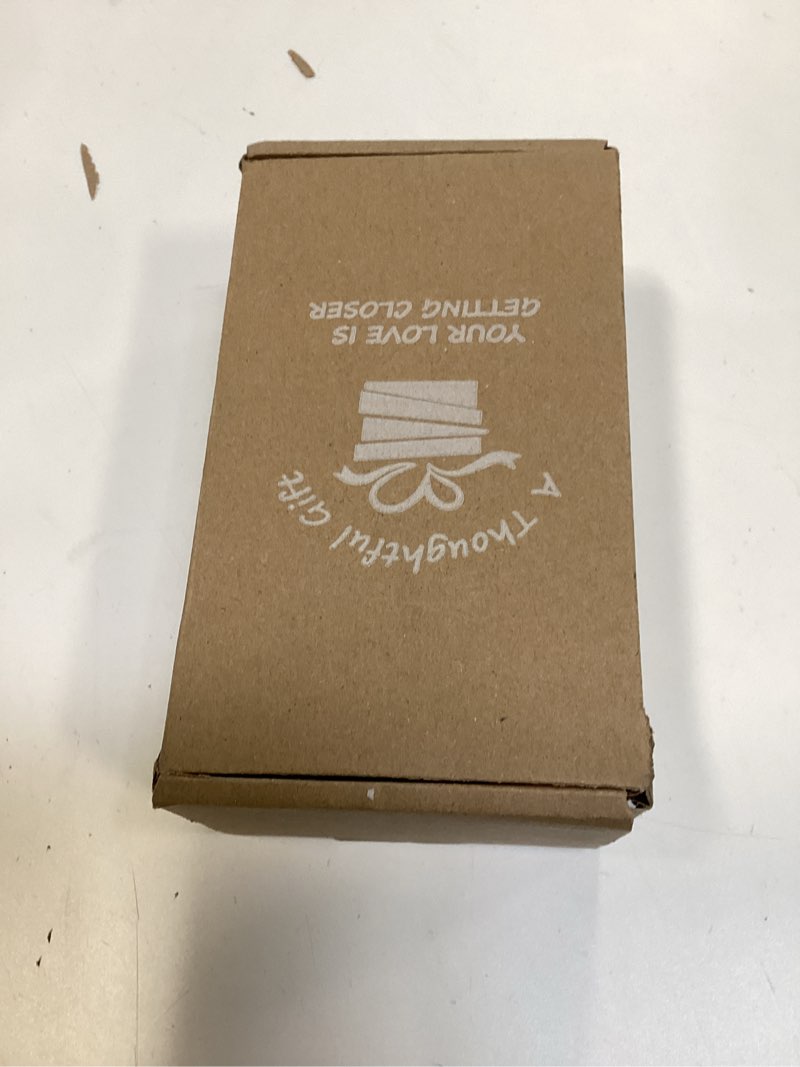 A Thoughtful Gift
YOUR LOVE IS
GETTING CLOSER